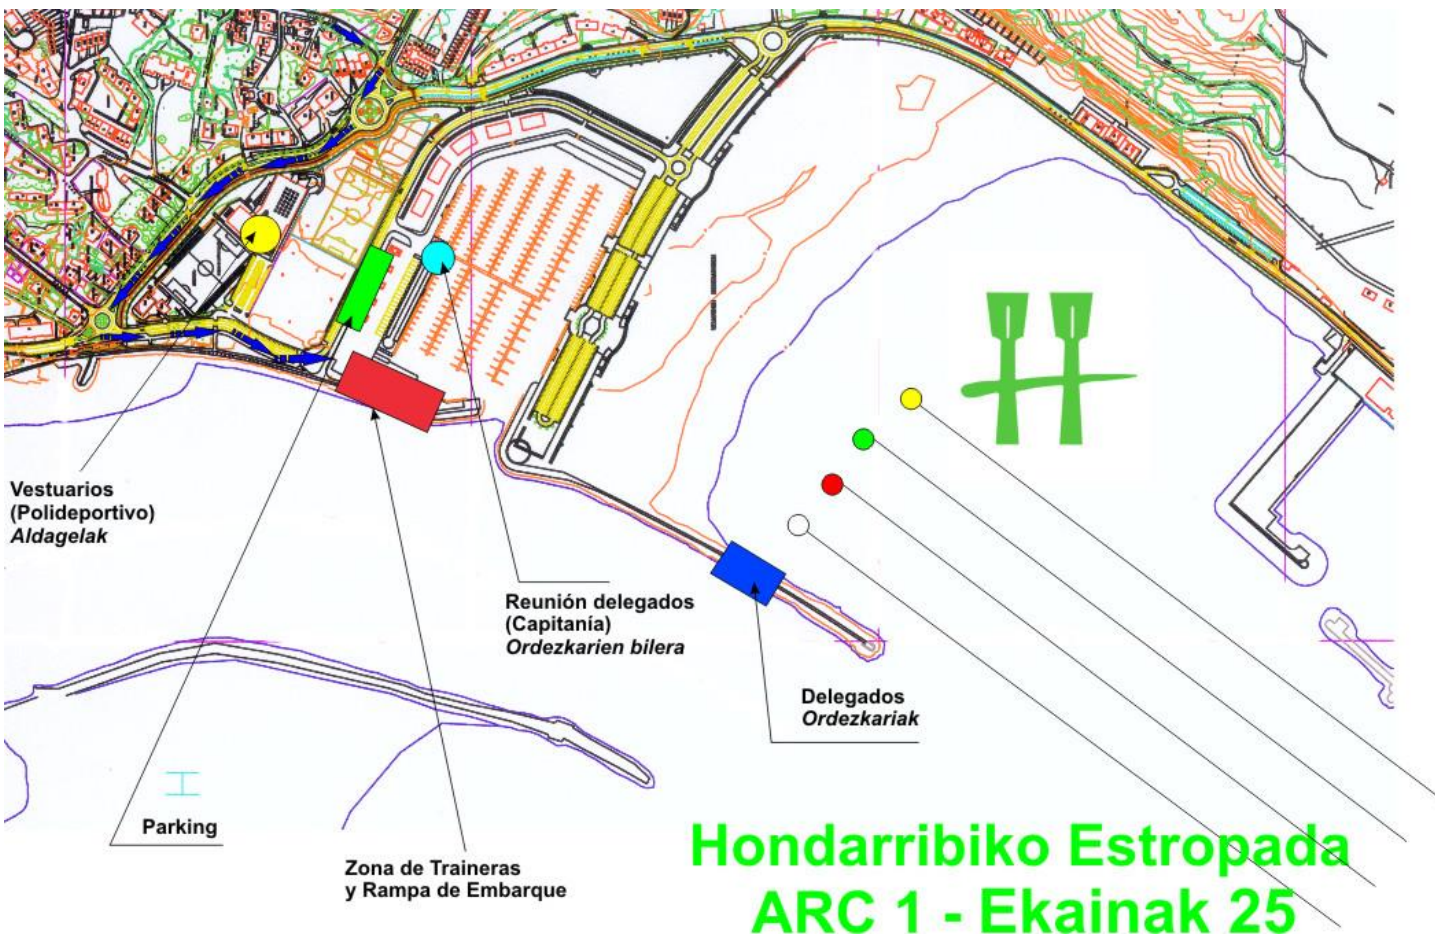 Vestuarios
(Polideportivo)
Aldagelak
Reunión delegados
(Capitanía)
Ordezkarien bilera
Delegados
Ordezkariak
Parking
Zona de Traineras
y Rampa de Embarque
Hondarribiko Estropada
ARC 1 - Ekainak 25